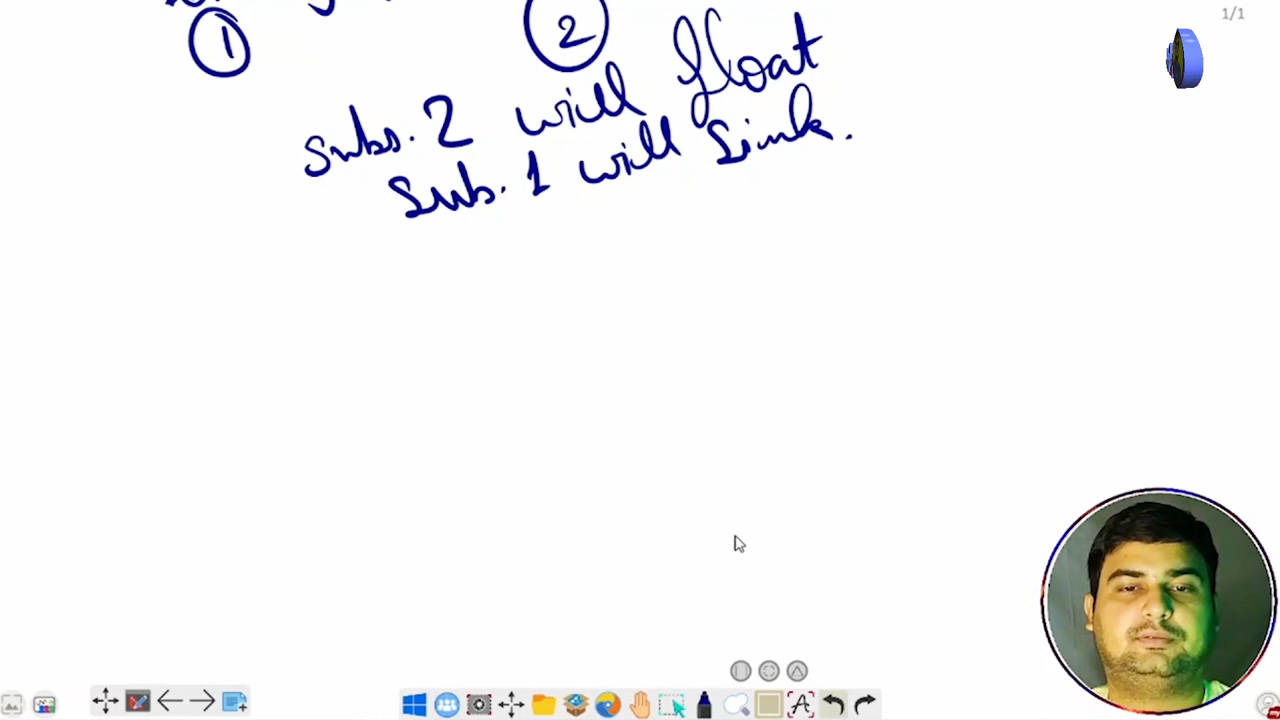 1/1
① ②
subs. 2 will float
Sub. 1 will Sink.